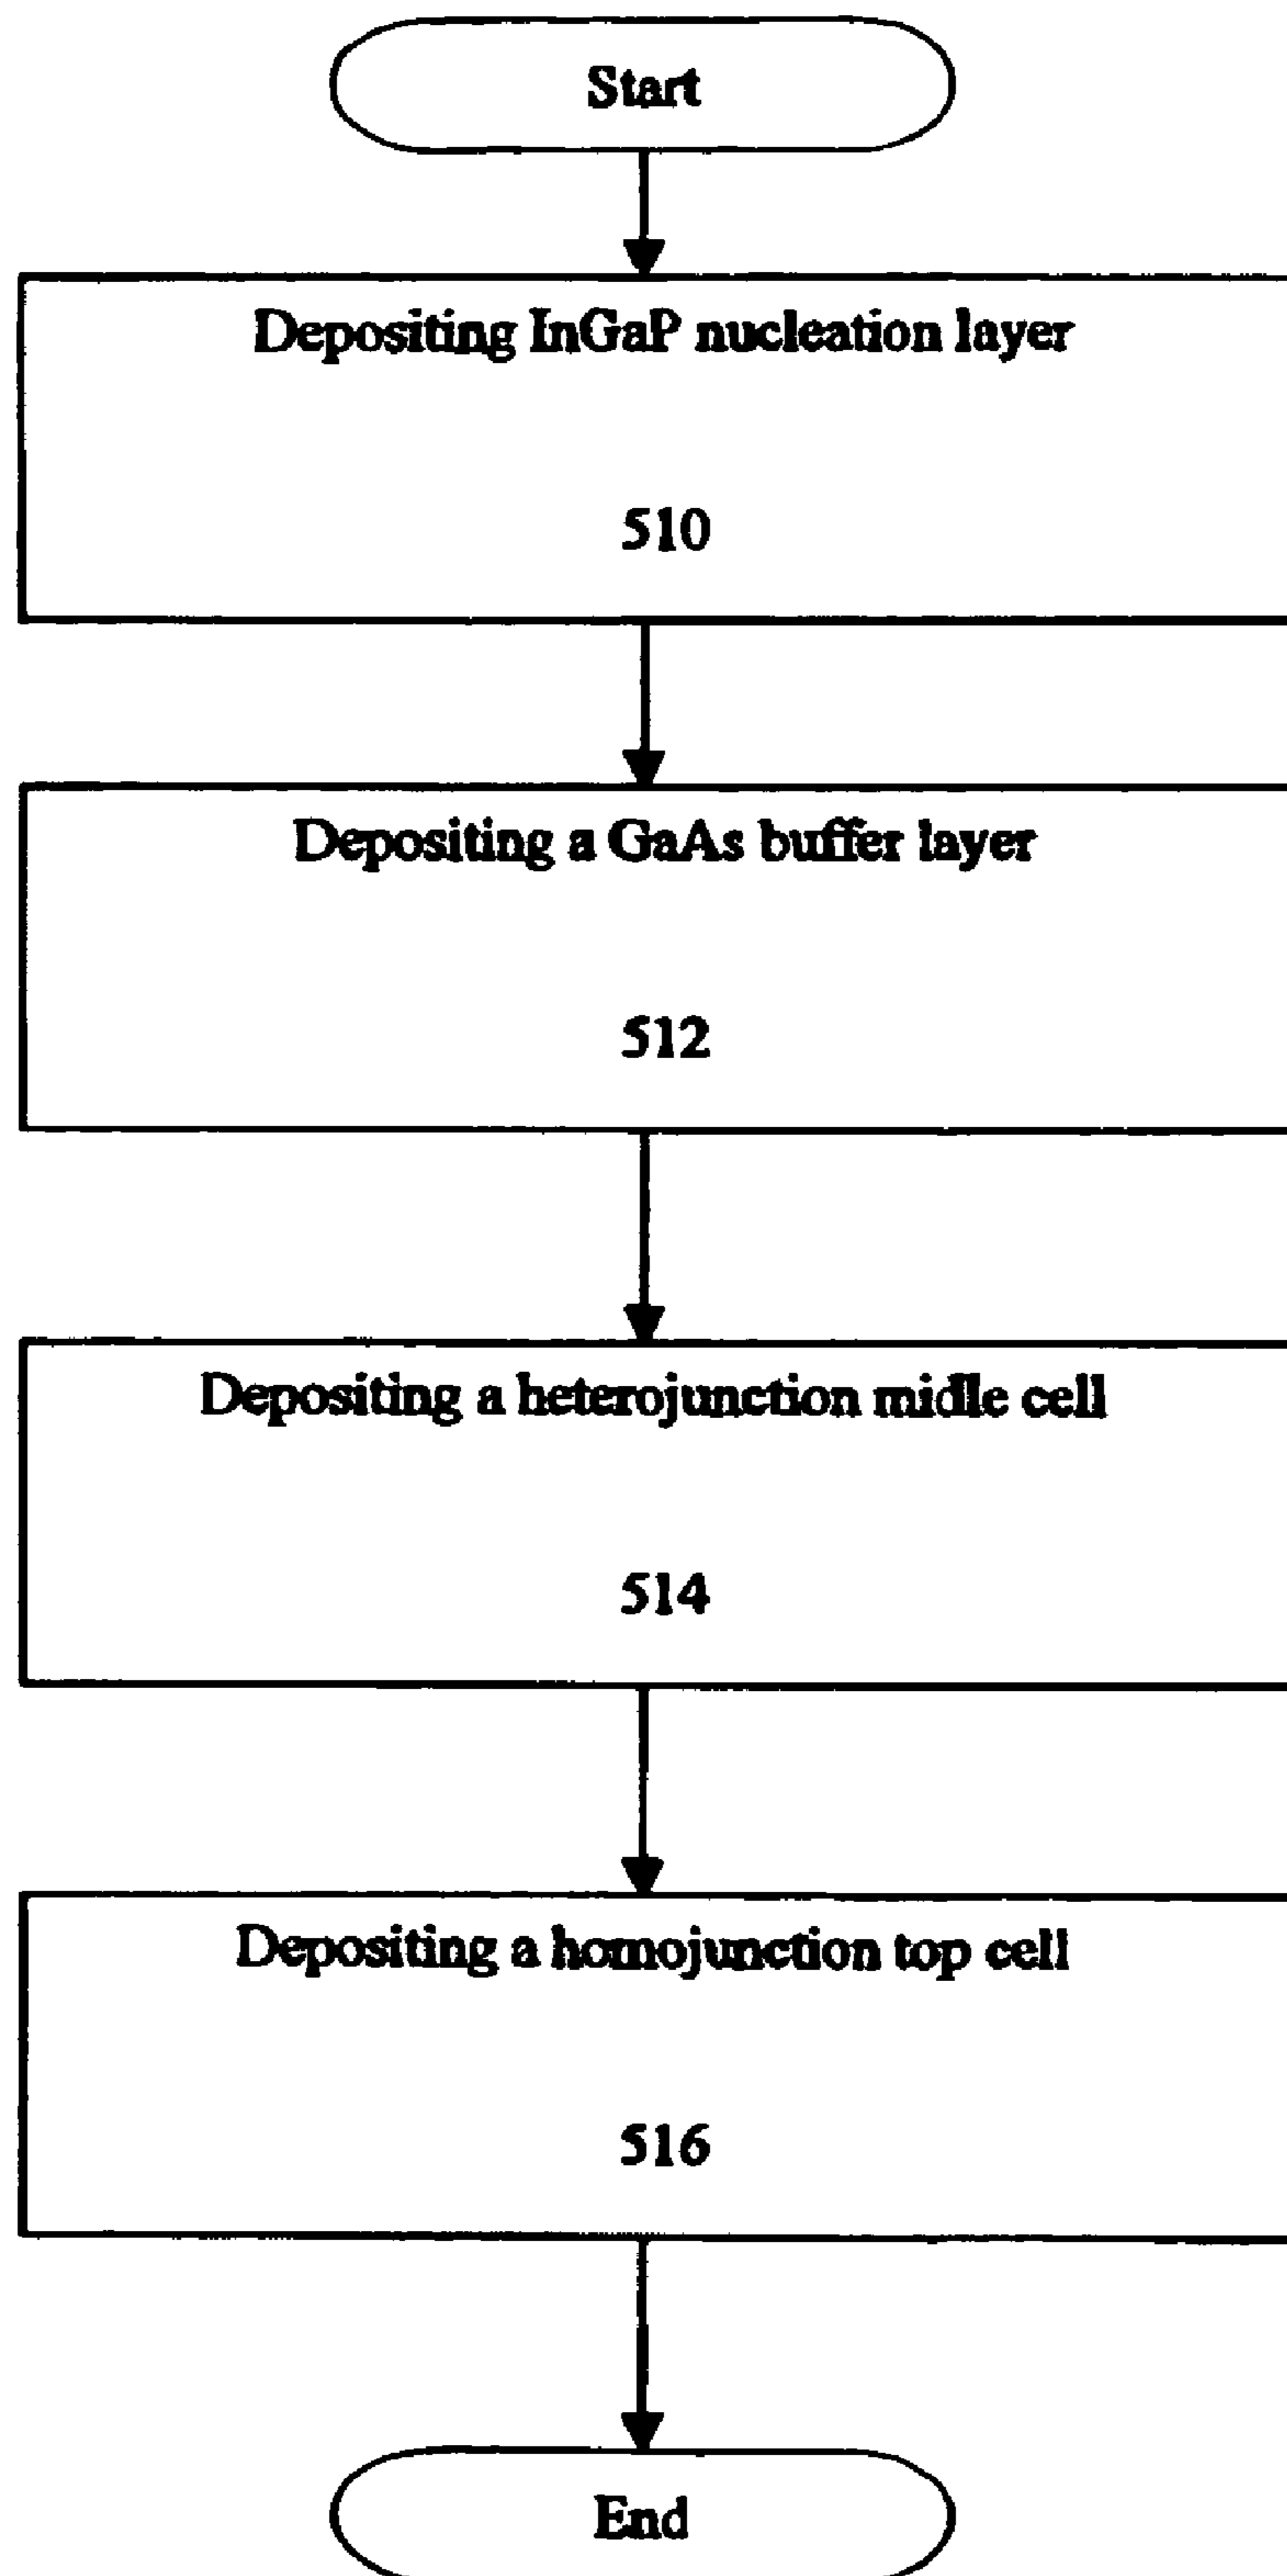 Start
Depositing InGaP nucleation layer
510
Depositing a GaAs buffer layer
512
Depositing a heterojunction midle cell
514
Depositing a homojunction top cell
516
End